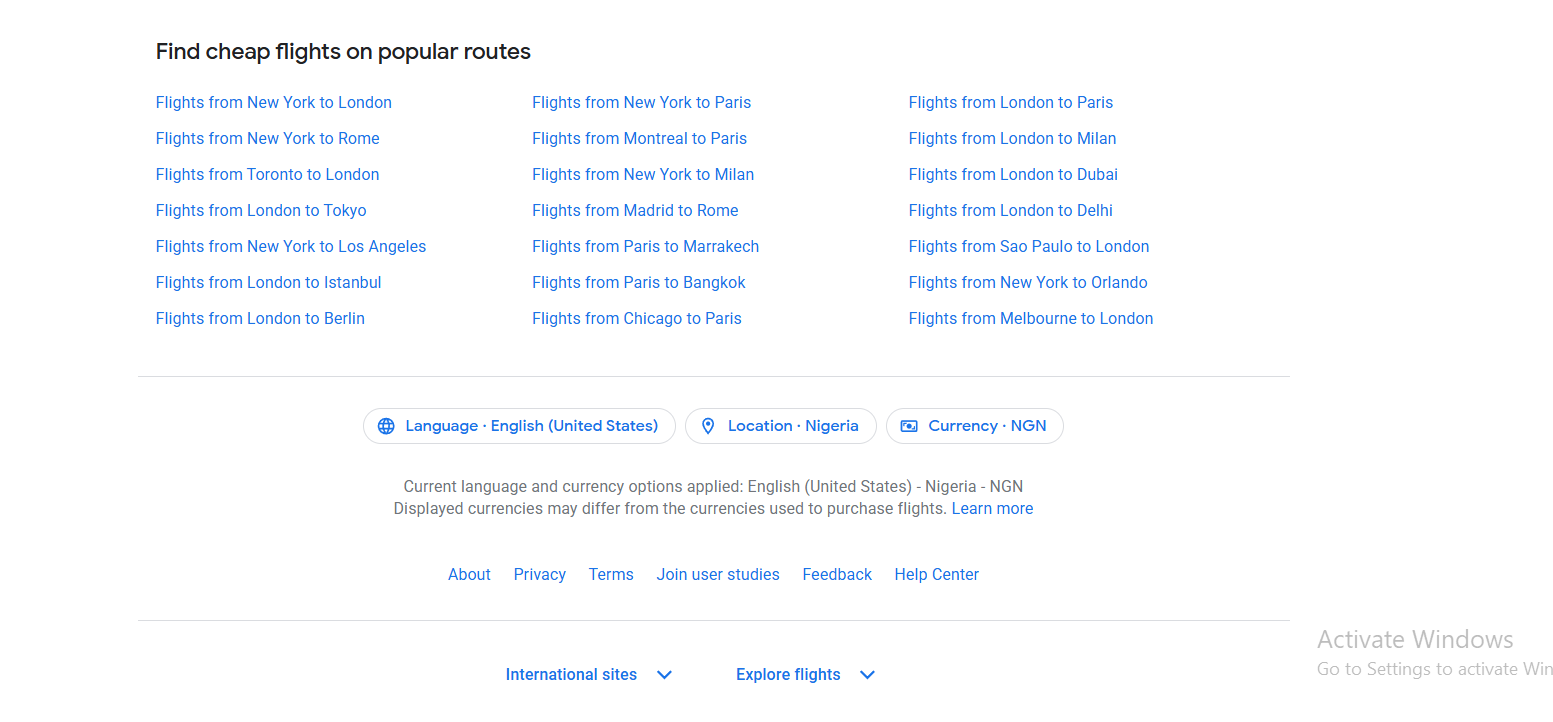 Find cheap flights on popular routes
Flights from New York to London
Flights from New York to Paris
Flights from London to Paris
Flights from New York to Rome
Flights from Montreal to Paris
Flights from London to Milan
Flights from Toronto to London
Flights from New York to Milan
Flights from London to Dubai
Flights from London to Tokyo
Flights from Madrid to Rome
Flights from London to Delhi
Flights from New York to Los Angeles
Flights from Paris to Marrakech
Flights from Sao Paulo to London
Flights from London to Istanbul
Flights from Paris to Bangkok
Flights from New York to Orlando
Flights from London to Berlin
Flights from Chicago to Paris
Flights from Melbourne to London
Language · English (United States)
Location · Nigeria
Currency · NGN
Current language and currency options applied: English (United States) - Nigeria - NGN
Displayed currencies may differ from the currencies used to purchase flights. Learn more
About Privacy Terms Join user studies Feedback Help Center
International sites
Explore flights
Activate Windows
Go to Settings to activate Win